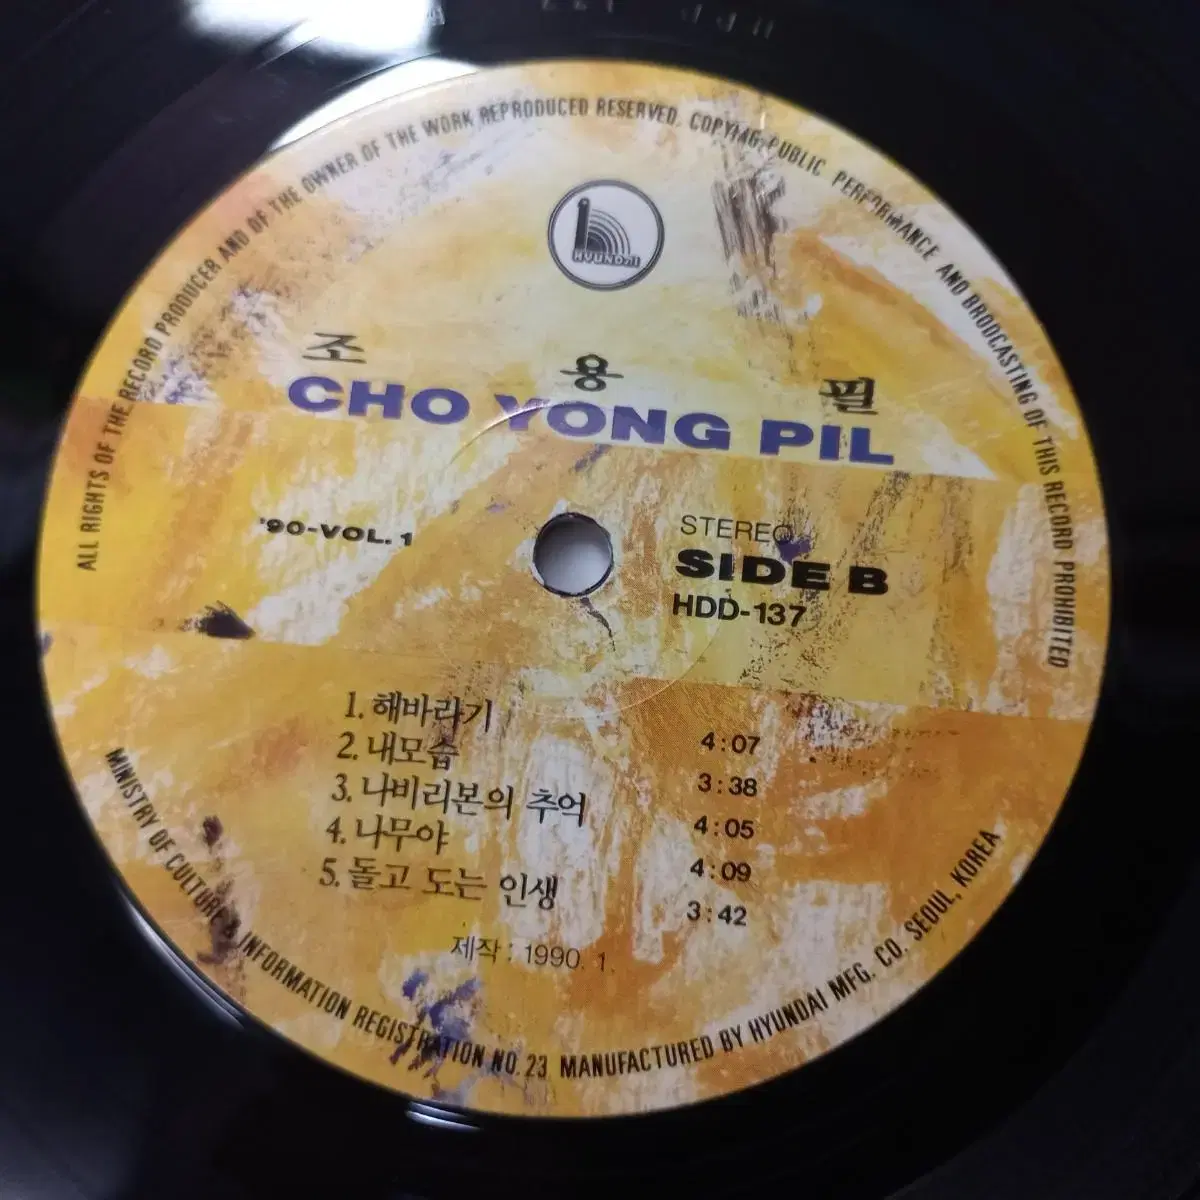 ALL RIGHTS OF THE RECORD PRODUCER AND OF THE OWNER OF THE WORK REPRODUCED RESERVED. COPYING, PUBLIC PERFORMANCE AND BRODCASTING OF THIS RECORD PROHIBITED
HYUNDAI
조 용 필
CHO YONG PIL
'90-VOL. 1
STEREO
SIDE B
HDD-137
1. 해바라기 4:07
2. 내모습 3:38
3. 나비리본의 추억 4:05
4. 나무야 4:09
5. 돌고 도는 인생 3:42
제작 : 1990. 1.
MINISTRY OF CULTURE & INFORMATION REGISTRATION NO. 23 MANUFACTURED BY HYUNDAI MFG. CO. SEOUL, KOREA